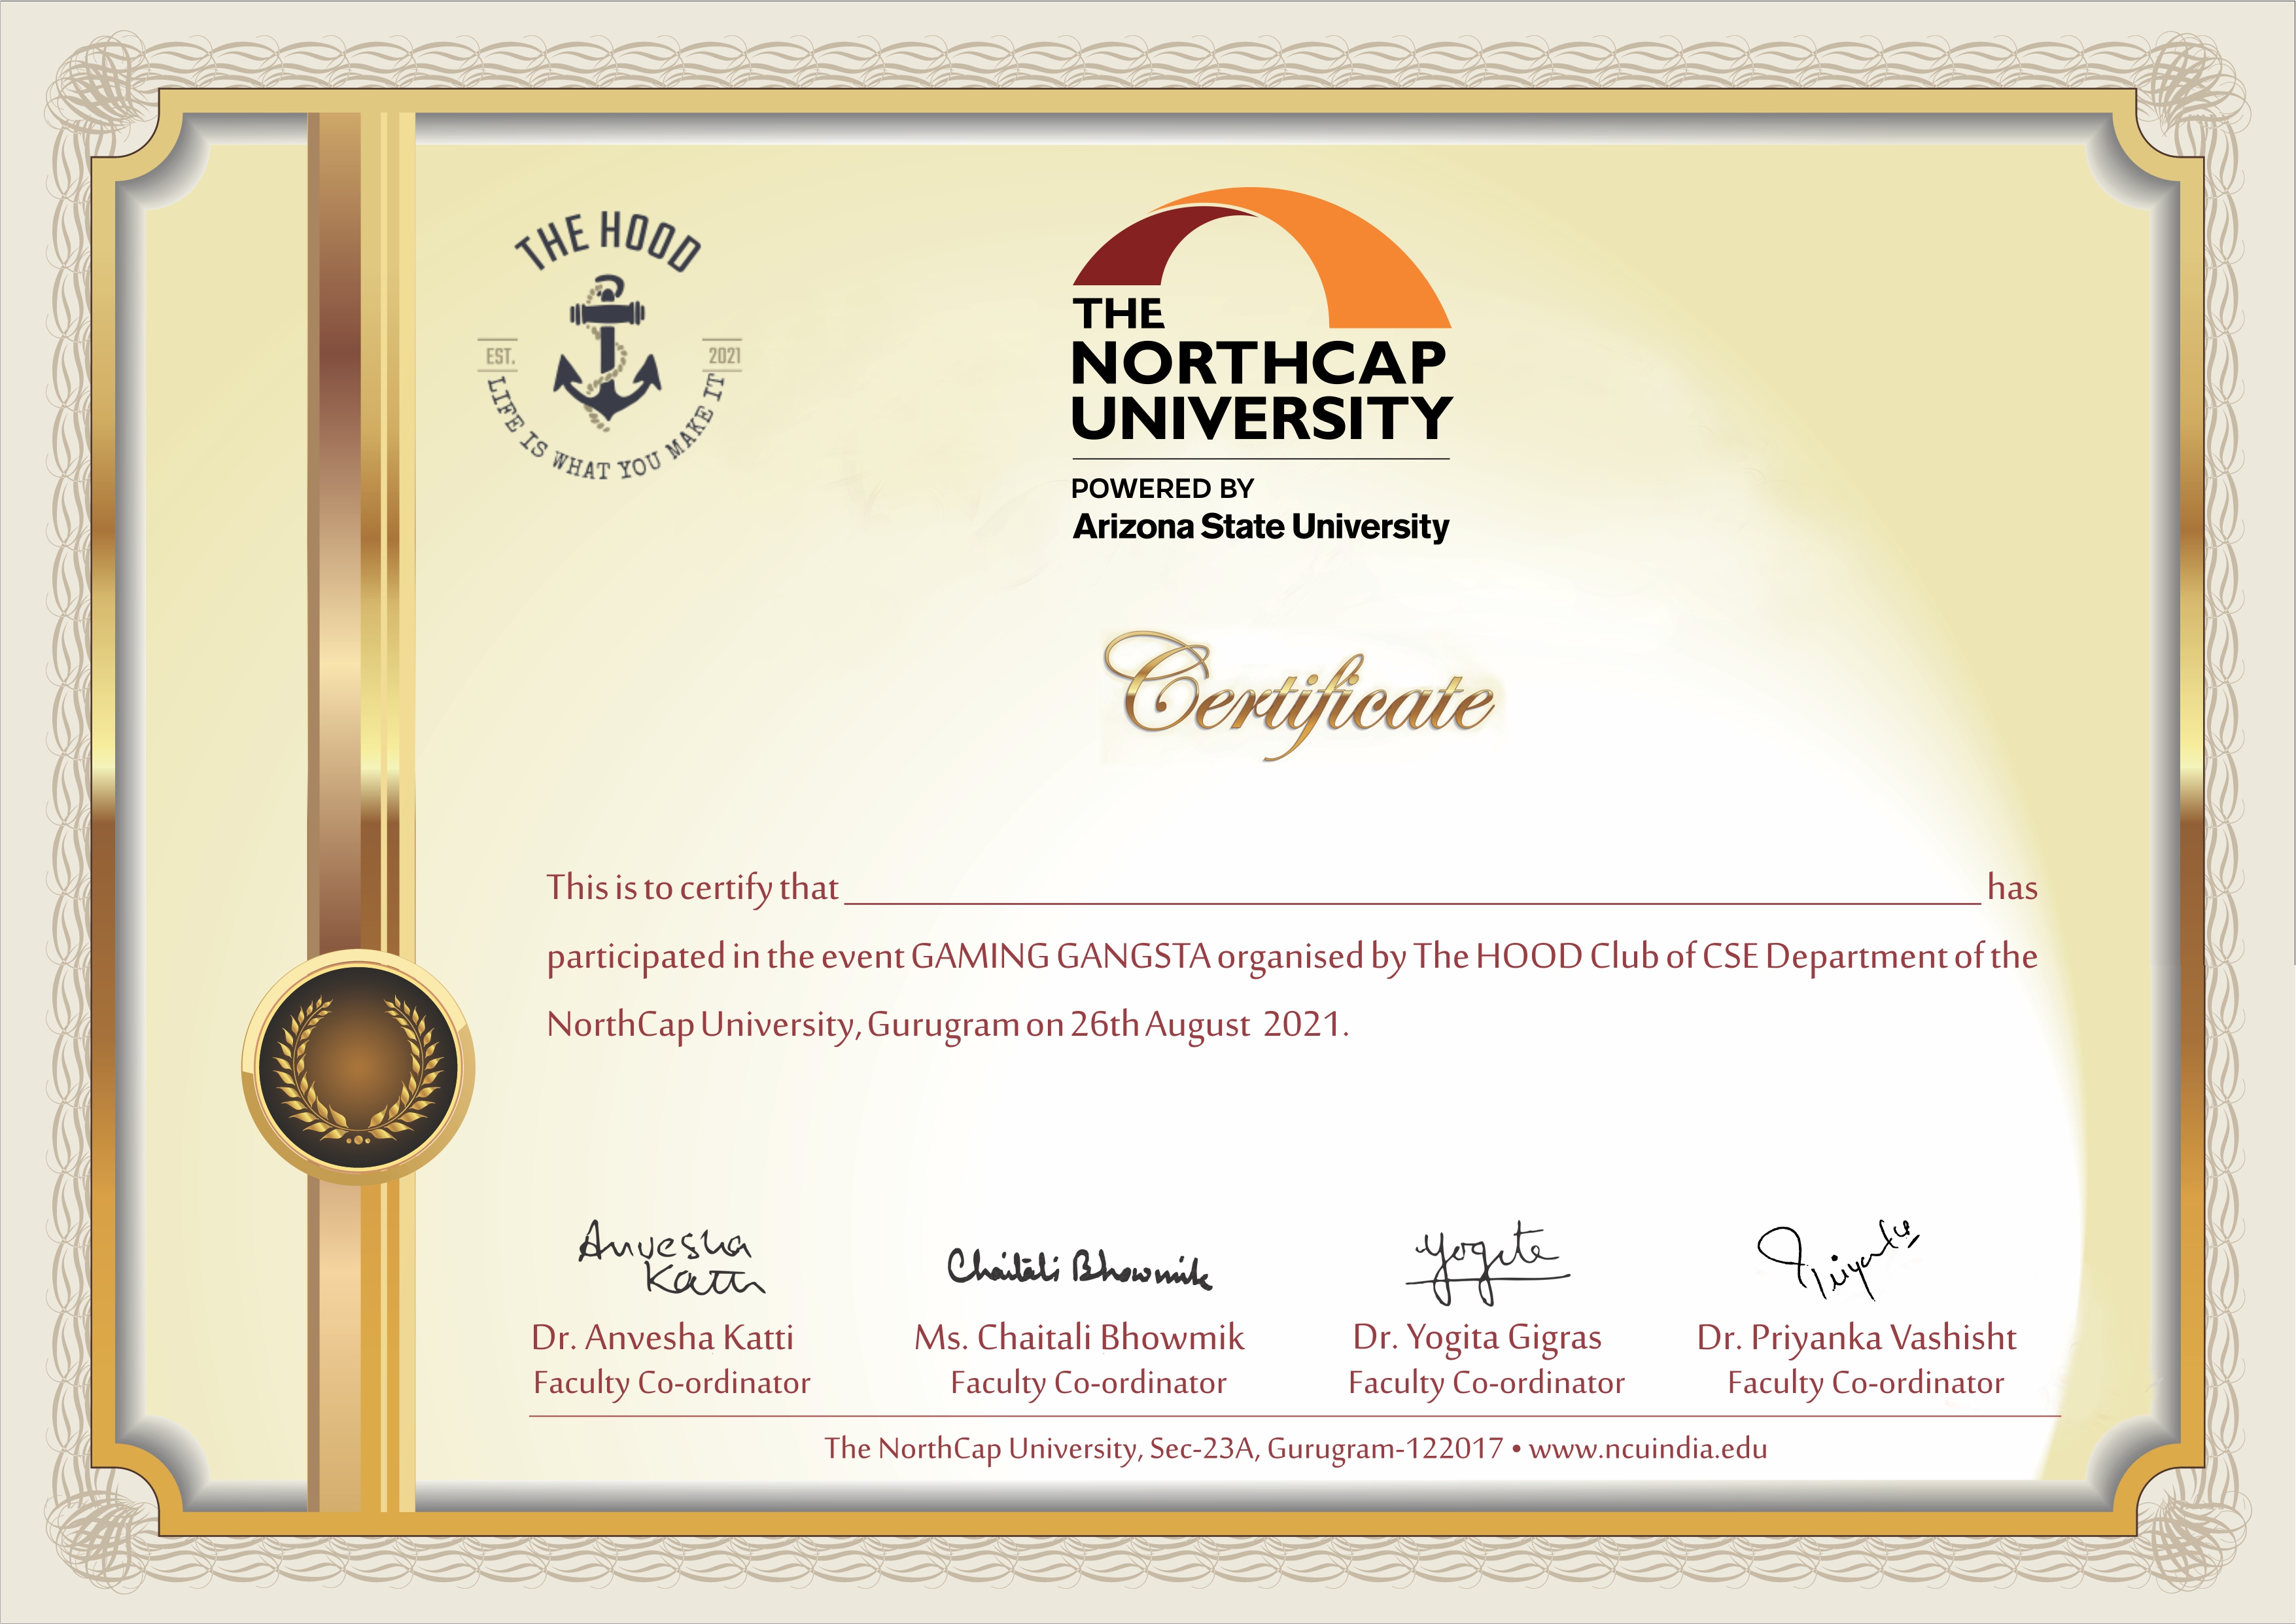 THE HOOD
EST. 2021
LIFE IS WHAT YOU MAKE IT
THE
NORTHCAP
UNIVERSITY
POWERED BY
Arizona State University
Certificate
This is to certify that ______________________________ has
participated in the event GAMING GANGSTA organised by The HOOD Club of CSE Department of the
NorthCap University, Gurugram on 26th August 2021.
Anvesha
Katti
Chaitali Bhowmik
Yogita
Priyanka
Dr. Anvesha Katti
Faculty Co-ordinator
Ms. Chaitali Bhowmik
Faculty Co-ordinator
Dr. Yogita Gigras
Faculty Co-ordinator
Dr. Priyanka Vashisht
Faculty Co-ordinator
The NorthCap University, Sec-23A, Gurugram-122017 • www.ncuindia.edu